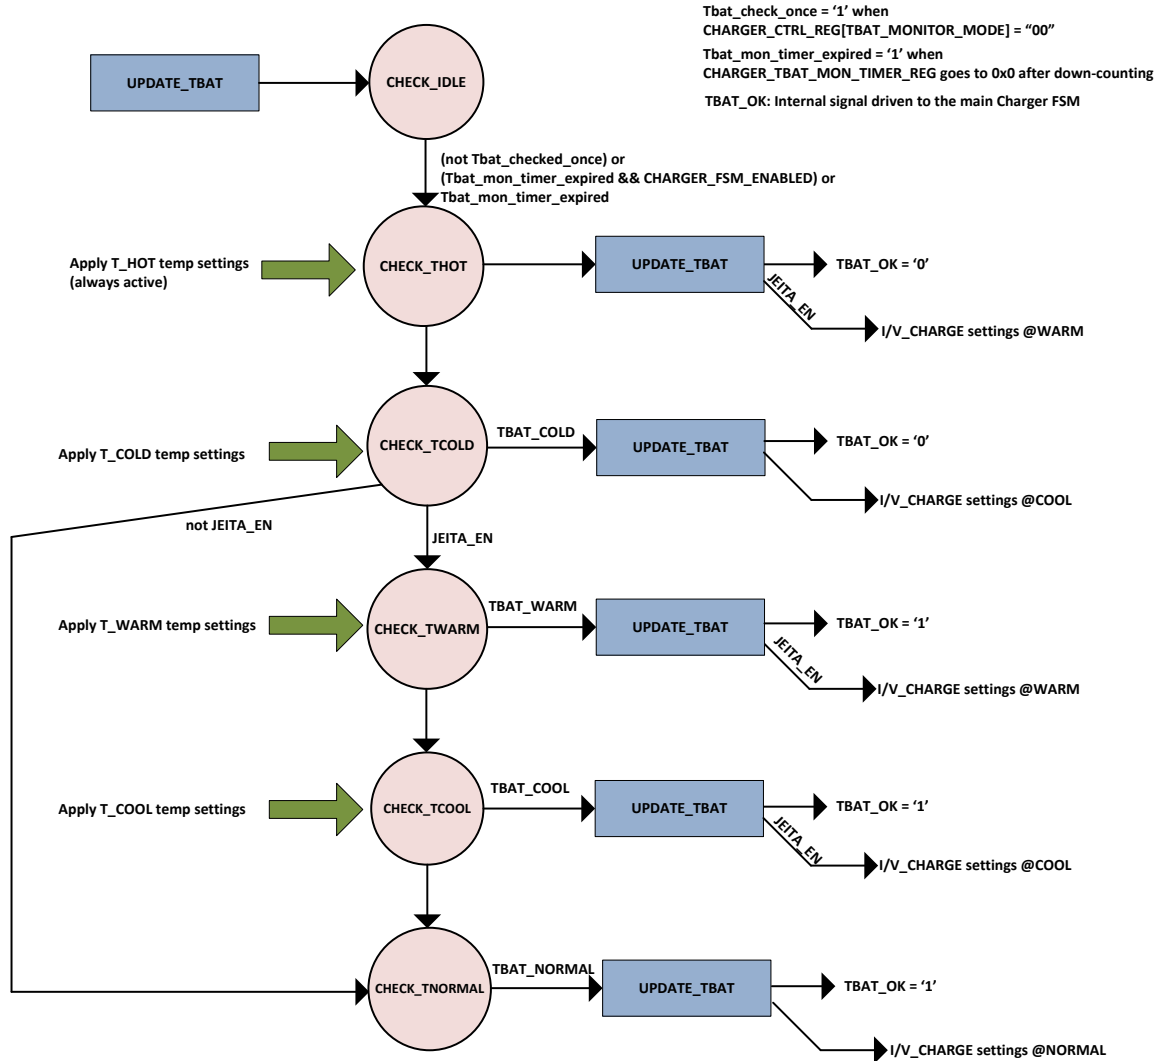 Tbat_check_once = ‘1’ when
CHARGER_CTRL_REG[TBAT_MONITOR_MODE] = “00”
Tbat_mon_timer_expired = ‘1’ when
CHARGER_TBAT_MON_TIMER_REG goes to 0x0 after down-counting
TBAT_OK: Internal signal driven to the main Charger FSM
UPDATE_TBAT
CHECK_IDLE
(not Tbat_checked_once) or
(Tbat_mon_timer_expired && CHARGER_FSM_ENABLED) or
Tbat_mon_timer_expired
Apply T_HOT temp settings
(always active)
CHECK_THOT
UPDATE_TBAT
TBAT_OK = ‘0’
JEITA_EN
I/V_CHARGE settings @WARM
Apply T_COLD temp settings
CHECK_TCOLD
TBAT_COLD
UPDATE_TBAT
TBAT_OK = ‘0’
I/V_CHARGE settings @COOL
not JEITA_EN
JEITA_EN
Apply T_WARM temp settings
CHECK_TWARM
TBAT_WARM
UPDATE_TBAT
TBAT_OK = ‘1’
JEITA_EN
I/V_CHARGE settings @WARM
Apply T_COOL temp settings
CHECK_TCOOL
TBAT_COOL
UPDATE_TBAT
TBAT_OK = ‘1’
JEITA_EN
I/V_CHARGE settings @COOL
CHECK_TNORMAL
TBAT_NORMAL
UPDATE_TBAT
TBAT_OK = ‘1’
I/V_CHARGE settings @NORMAL